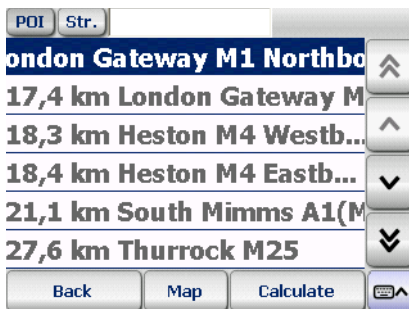 POI Str.
ondon Gateway M1 Northbo
17,4 km London Gateway M
18,3 km Heston M4 Westb...
18,4 km Heston M4 Eastb...
21,1 km South Mimms A1(M
27,6 km Thurrock M25
Back Map Calculate